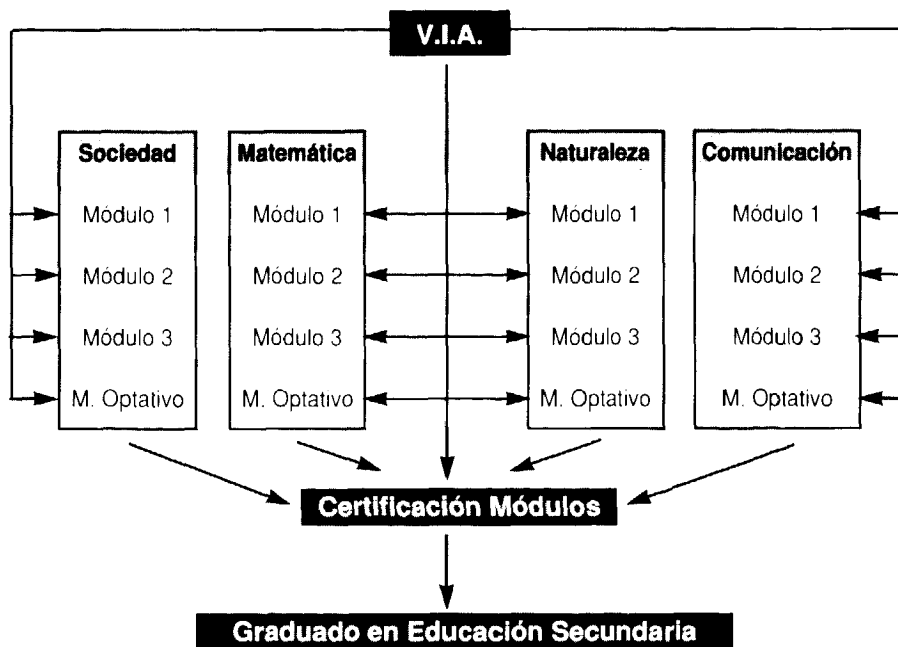 V.I.A.
Sociedad
Módulo 1
Módulo 2
Módulo 3
M. Optativo
Matemática
Módulo 1
Módulo 2
Módulo 3
M. Optativo
Naturaleza
Módulo 1
Módulo 2
Módulo 3
M. Optativo
Comunicación
Módulo 1
Módulo 2
Módulo 3
M. Optativo
Certificación Módulos
Graduado en Educación Secundaria